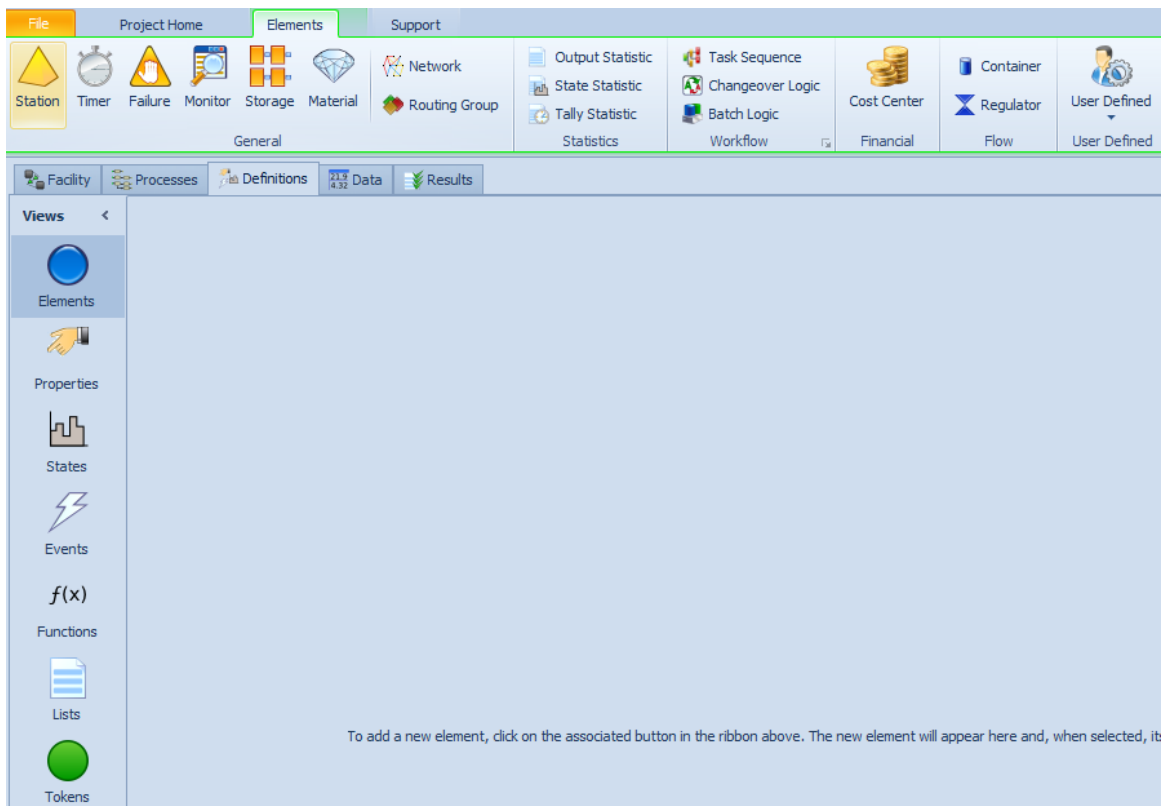 File Project Home Elements Support
Station Timer Failure Monitor Storage Material Network Routing Group
General
Output Statistic
State Statistic
Tally Statistic
Statistics
Task Sequence
Changeover Logic
Batch Logic
Workflow
Cost Center
Financial
Container
Regulator
Flow
User Defined
User Defined
Facility Processes Definitions 21.9 4.32 Data Results
Views <
Elements
Properties
States
Events
f(x)
Functions
Lists
Tokens
To add a new element, click on the associated button in the ribbon above. The new element will appear here and, when selected, its